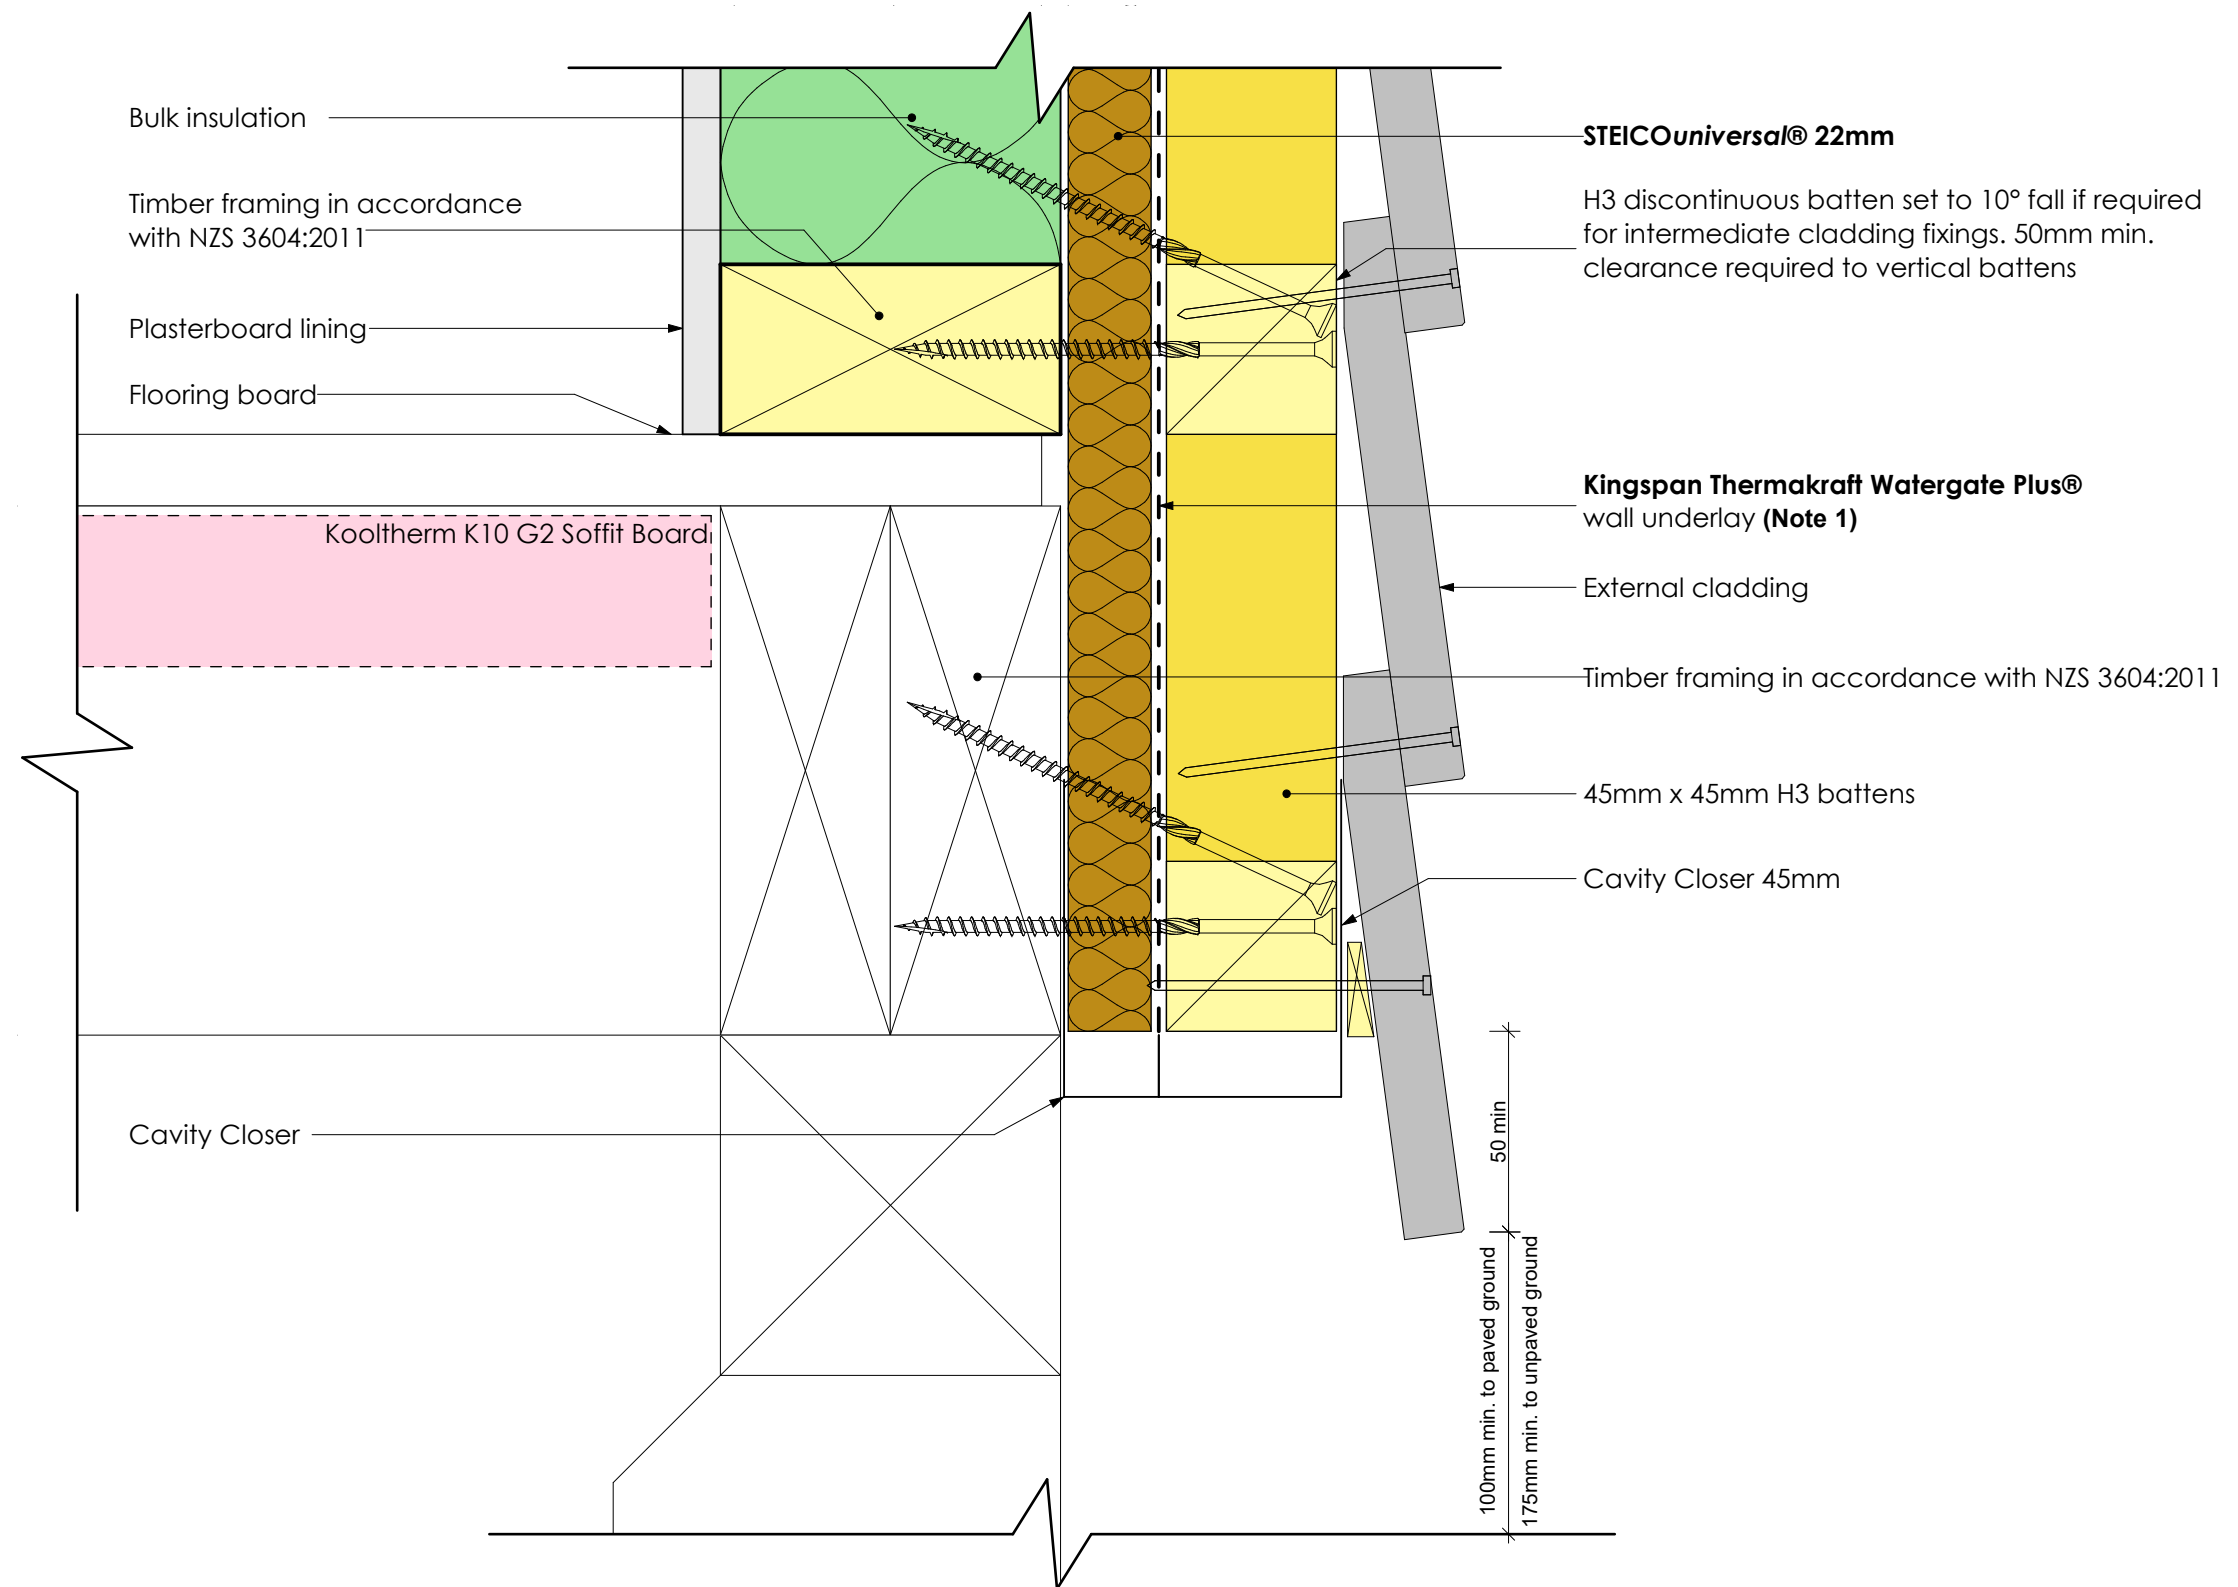 Bulk insulation
Timber framing in accordance
with NZS 3604:2011
Plasterboard lining
Flooring board
Kooltherm K10 G2 Soffit Board
Cavity Closer
STEICOuniversal® 22mm
H3 discontinuous batten set to 10° fall if required
for intermediate cladding fixings. 50mm min.
clearance required to vertical battens
Kingspan Thermakraft Watergate Plus®
wall underlay (Note 1)
External cladding
Timber framing in accordance with NZS 3604:2011
45mm x 45mm H3 battens
Cavity Closer 45mm
50 min
100mm min. to paved ground
175mm min. to unpaved ground